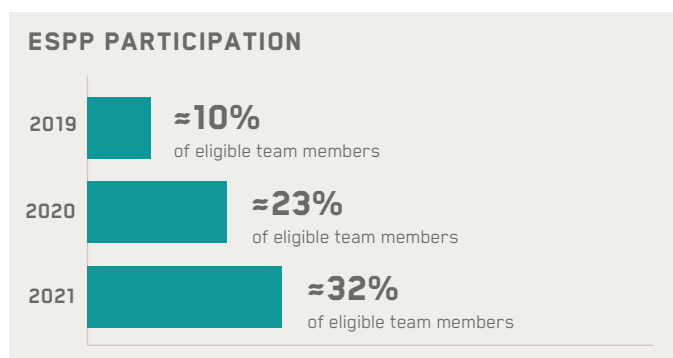 ESPP PARTICIPATION
2019
≈10%
of eligible team members
2020
≈23%
of eligible team members
2021
≈32%
of eligible team members